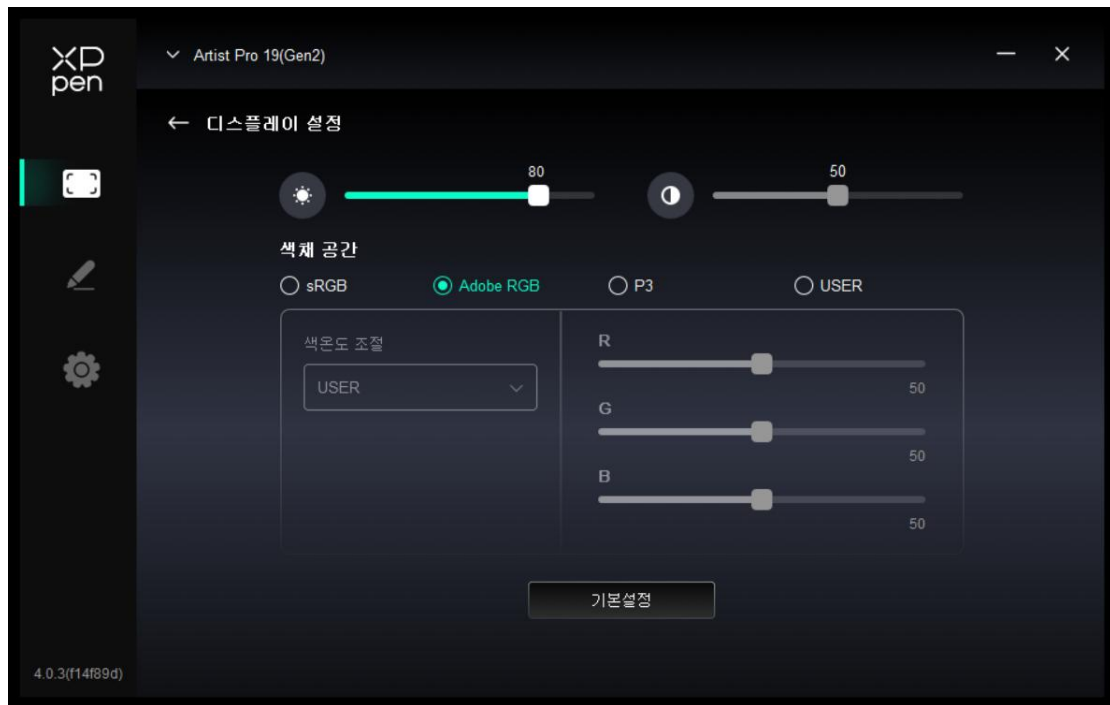 XP
pen
Artist Pro 19(Gen2)
디스플레이 설정
80
50
색채 공간
sRGB
Adobe RGB
P3
USER
색온도 조절
USER
R
50
G
50
B
50
기본설정
4.0.3(f14f89d)